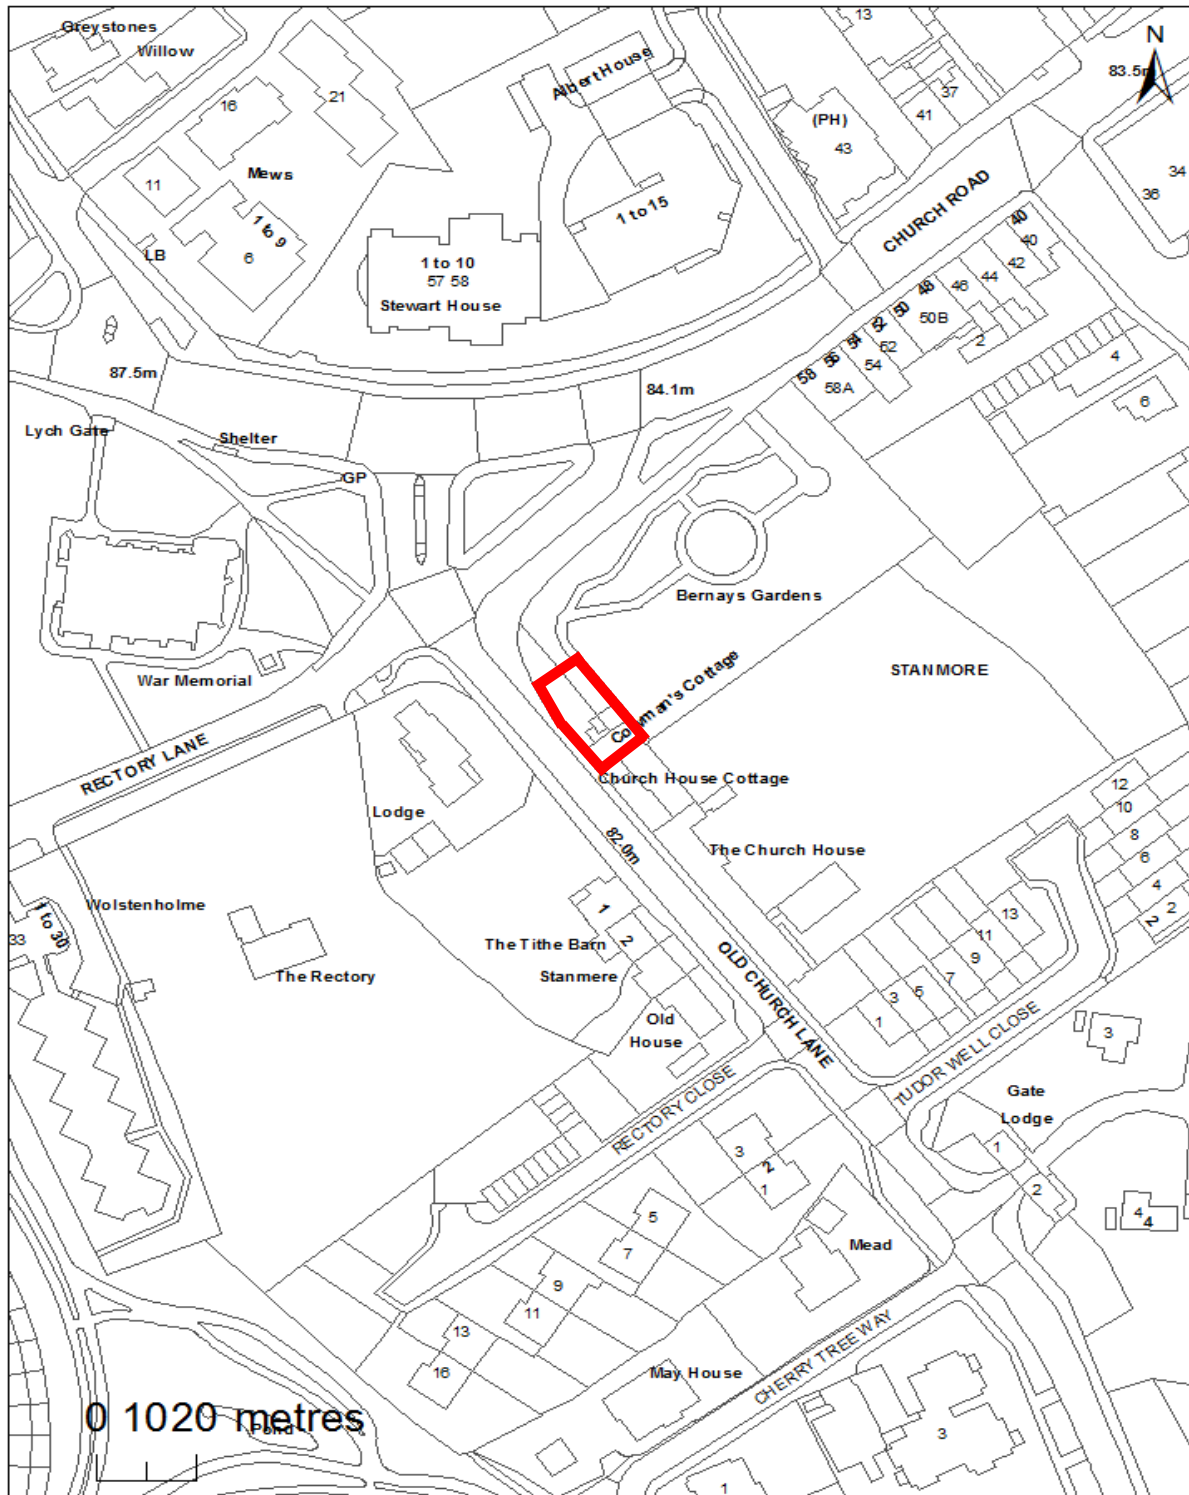 Greystones
Willow
13
N
83.5m
Albert House
16
21
37
41
(PH)
43
34
36
Mews
11
1 to 9
6
LB
1 to 15
CHURCH ROAD
40
40
42
44
46
48
50B
50
52
52
54
54
56
58
58A
2
4
6
1 to 10
57 58
Stewart House
87.5m
84.1m
Lych Gate
Shelter
GP
Bernays Gardens
STANMORE
War Memorial
RECTORY LANE
Church House Cottage
Lodge
82.0m
The Church House
12
10
8
6
4
2
2
Wolstenholme
1 to 30
33
The Rectory
1
2
The Tithe Barn
Stanmere
Old
House
OLD CHURCH LANE
13
11
9
7
5
3
1
TUDOR WELL CLOSE
3
Gate
Lodge
1
2
4
4
RECTORY CLOSE
3
2
1
5
7
9
11
13
16
Mead
May House
CHERRY TREE WAY
3
1
Pond
0 1020 metres